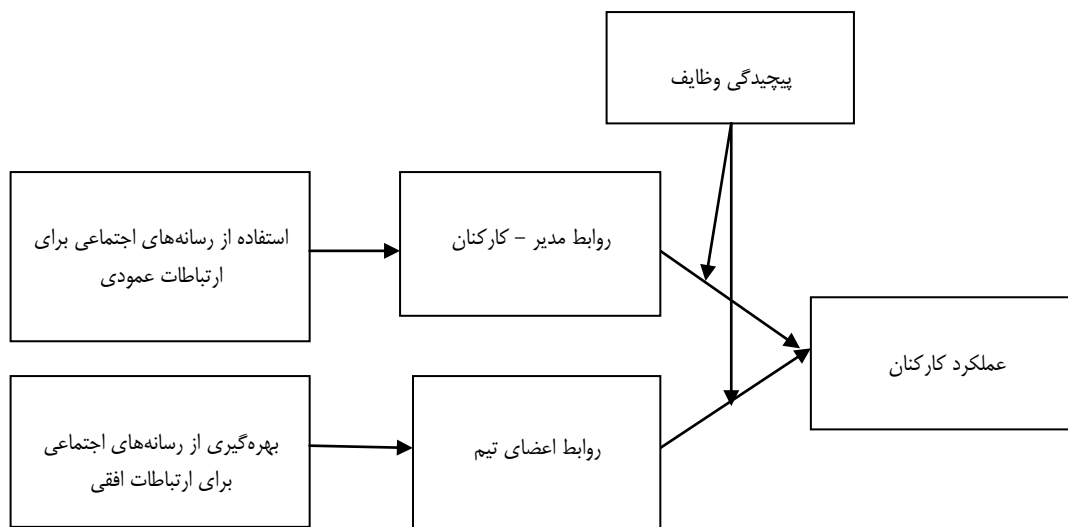 پیچیدگی وظایف
استفاده از رسانه‌های اجتماعی برای
ارتباطات عمودی
روابط مدیر – کارکنان
عملکرد کارکنان
بهره‌گیری از رسانه‌های اجتماعی
برای ارتباطات افقی
روابط اعضای تیم